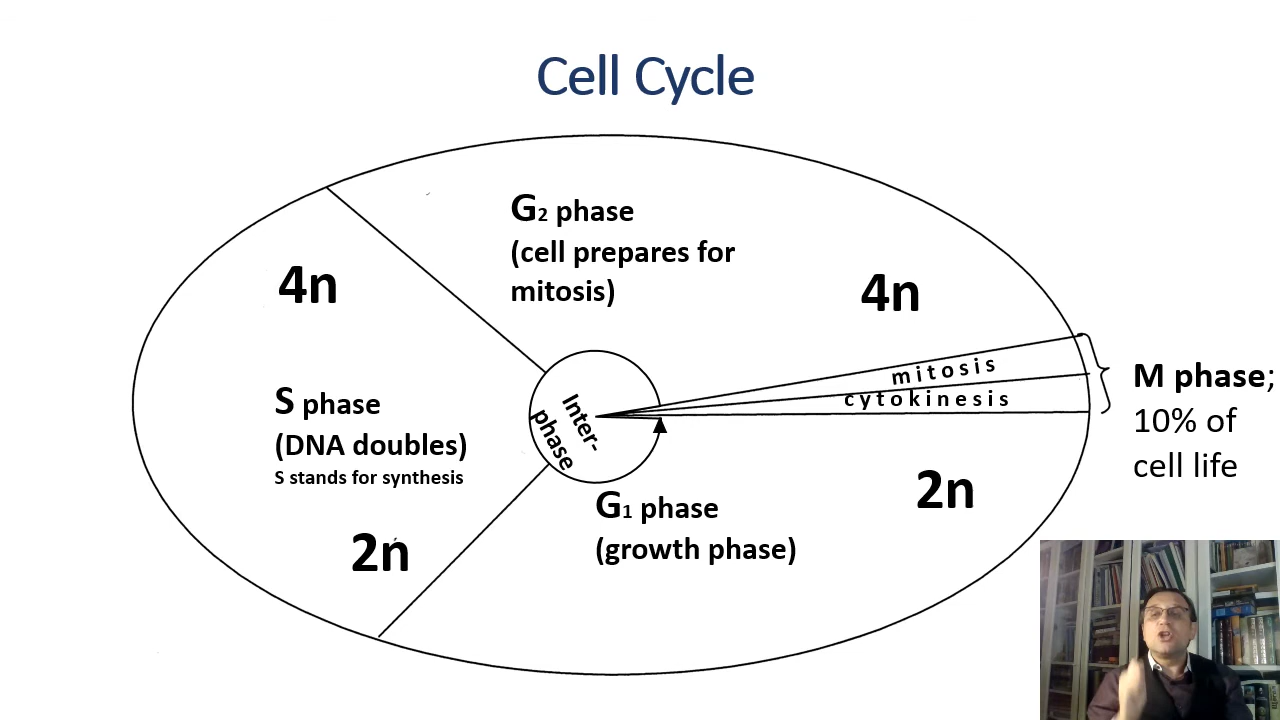 Cell Cycle
G2 phase
(cell prepares for
mitosis)
4n
4n
mitosis
cytokinesis
M phase;
10% of
cell life
Inter-
phase
S phase
(DNA doubles)
S stands for synthesis
2n
G1 phase
(growth phase)
2n